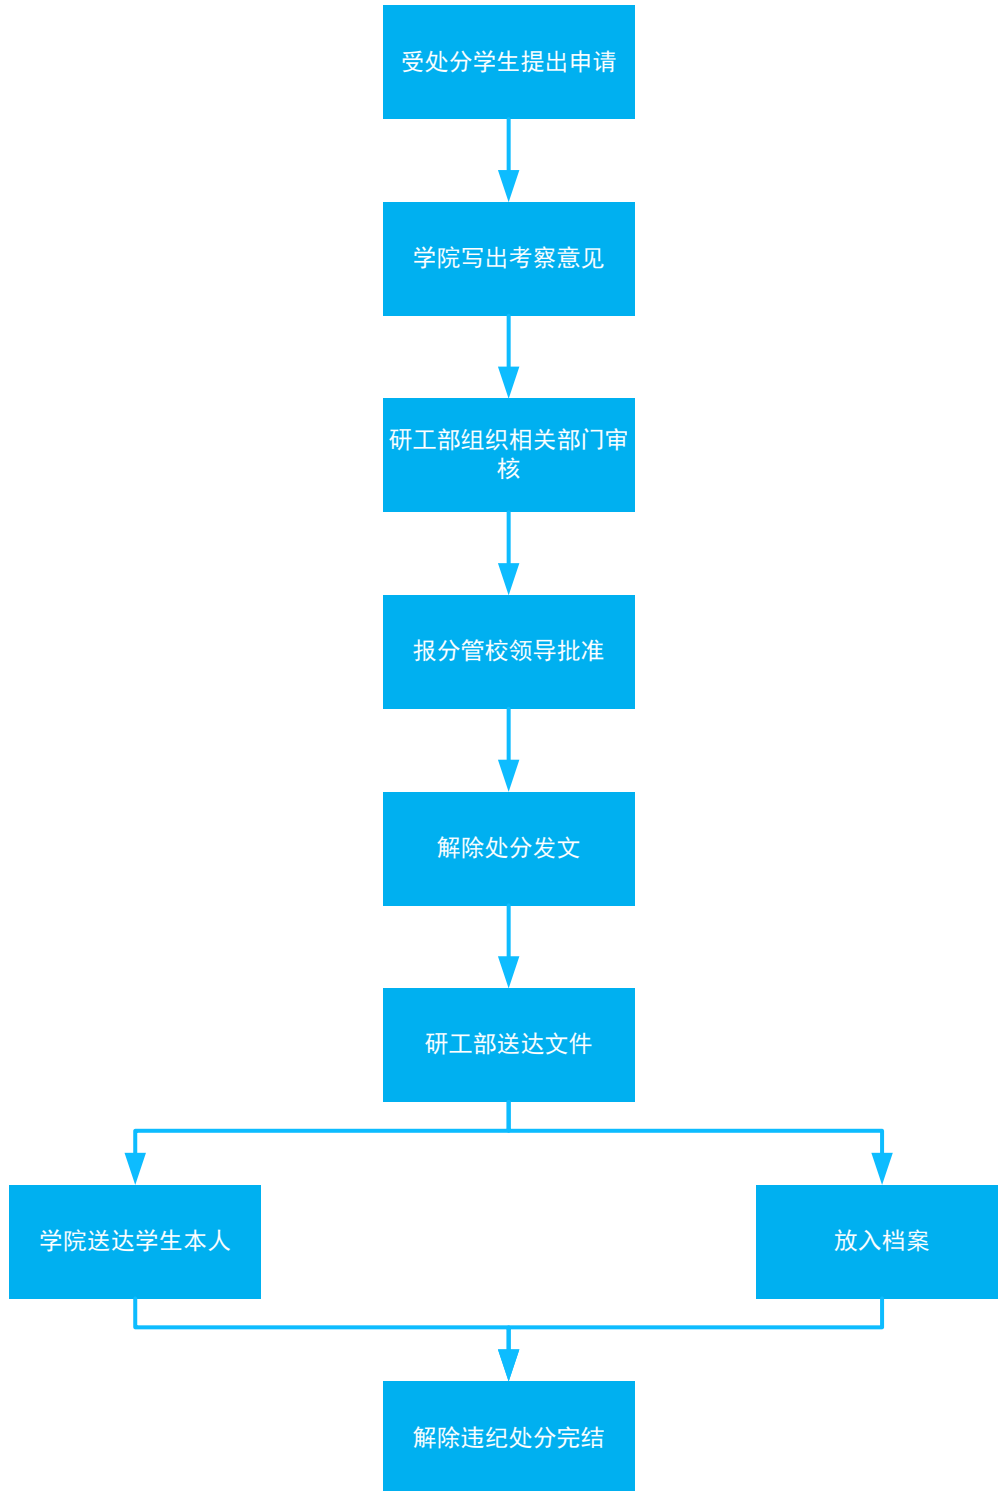 受处分学生提出申请
学院写出考察意见
研工部组织相关部门审
核
报分管校领导批准
解除处分发文
研工部送达文件
学院送达学生本人
放入档案
解除违纪处分完结